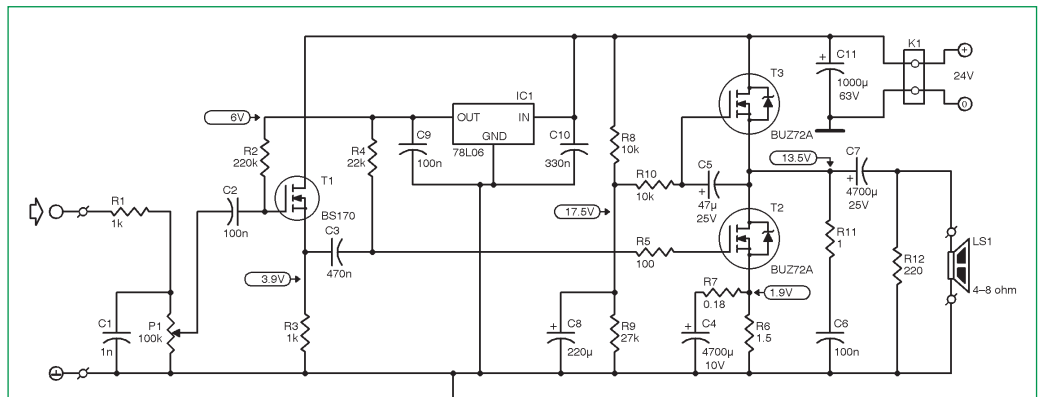 K1
T3
C11
1000µ
63V
24V
0
IC1
6V
OUT
IN
GND
78L06
BUZ72A
R2
220k
R4
22k
C9
100n
C10
330n
R8
10k
13.5V
C7
4700µ
25V
T1
BS170
R10
10k
C5
47µ
25V
T2
R1
1k
C2
100n
17.5V
R11
1
C3
470n
R5
100
BUZ72A
R12
220
LS1
4–8 ohm
3.9V
R7
0.18
1.9V
C1
1n
P1
100k
R3
1k
C8
220µ
R9
27k
C4
4700µ
10V
R6
1.5
C6
100n